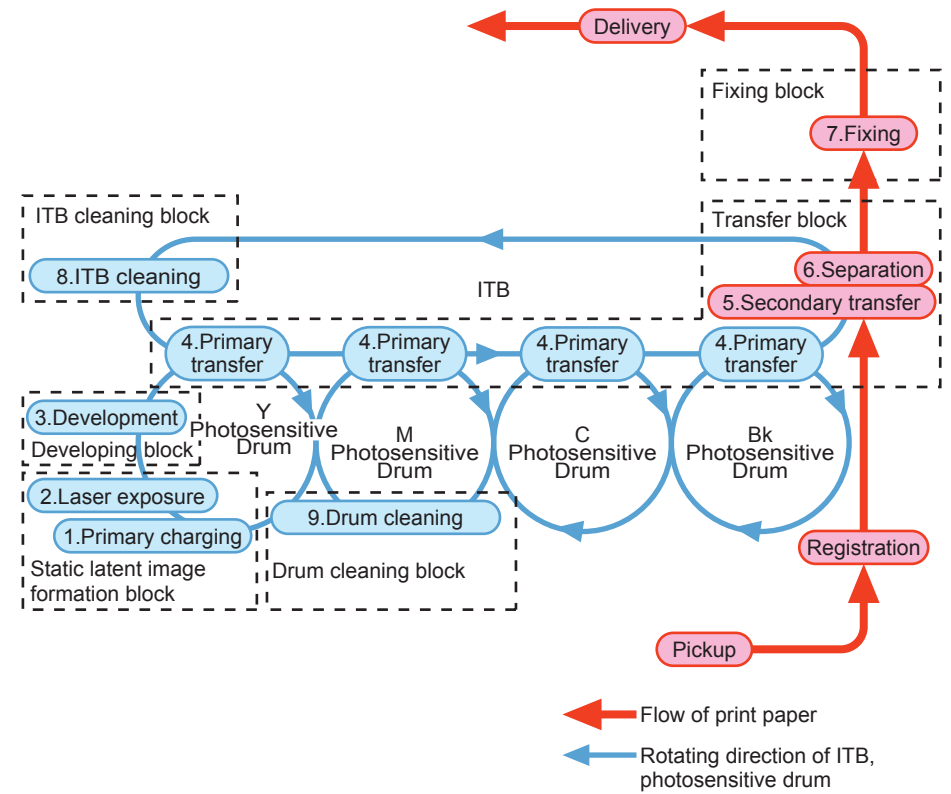 Delivery
Fixing block
7.Fixing
ITB cleaning block
Transfer block
8.ITB cleaning
6.Separation
ITB
5.Secondary transfer
4.Primary
transfer
4.Primary
transfer
4.Primary
transfer
4.Primary
transfer
3.Development
Developing block
Y
Photosensitive
Drum
M
Photosensitive
Drum
C
Photosensitive
Drum
Bk
Photosensitive
Drum
2.Laser exposure
1.Primary charging
Static latent image
formation block
9.Drum cleaning
Drum cleaning block
Registration
Pickup
Flow of print paper
Rotating direction of ITB,
photosensitive drum